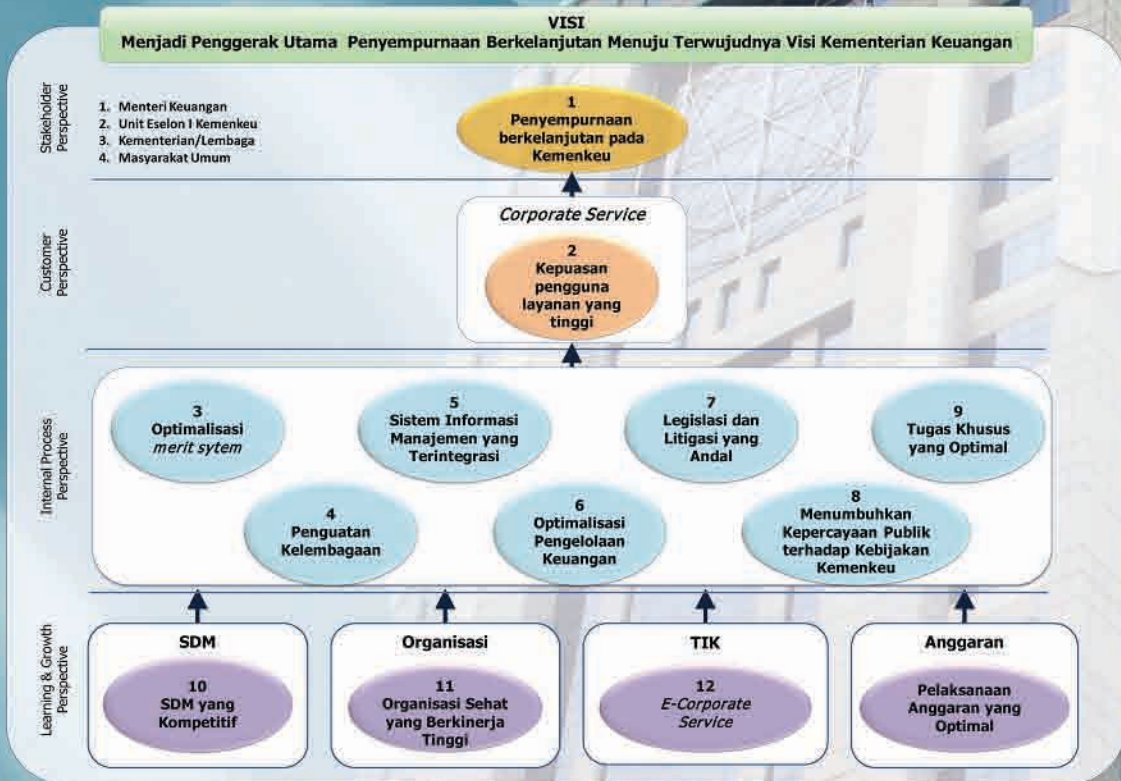 VISI
Menjadi Penggerak Utama Penyempurnaan Berkelanjutan Menuju Terwujudnya Visi Kementerian Keuangan
Stakeholder
Perspective
1. Menteri Keuangan
2. Unit Eselon I Kemenkeu
3. Kementerian/Lembaga
4. Masyarakat Umum
1
Penyempurnaan
berkelanjutan pada
Kemenkeu
Customer
Perspective
Corporate Service
2
Kepuasan
pengguna
layanan yang
tinggi
Internal Process
Perspective
3
Optimalisasi
merit sytem
5
Sistem Informasi
Manajemen yang
Terintegrasi
7
Legislasi dan
Litigasi yang
Andal
9
Tugas Khusus
yang Optimal
4
Penguatan
Kelembagaan
6
Optimalisasi
Pengelolaan
Keuangan
8
Menumbuhkan
Kepercayaan Publik
terhadap Kebijakan
Kemenkeu
Learning & Growth
Perspective
SDM
10
SDM yang
Kompetitif
Organisasi
11
Organisasi Sehat
yang Berkinerja
Tinggi
TIK
12
E-Corporate
Service
Anggaran
Pelaksanaan
Anggaran yang
Optimal